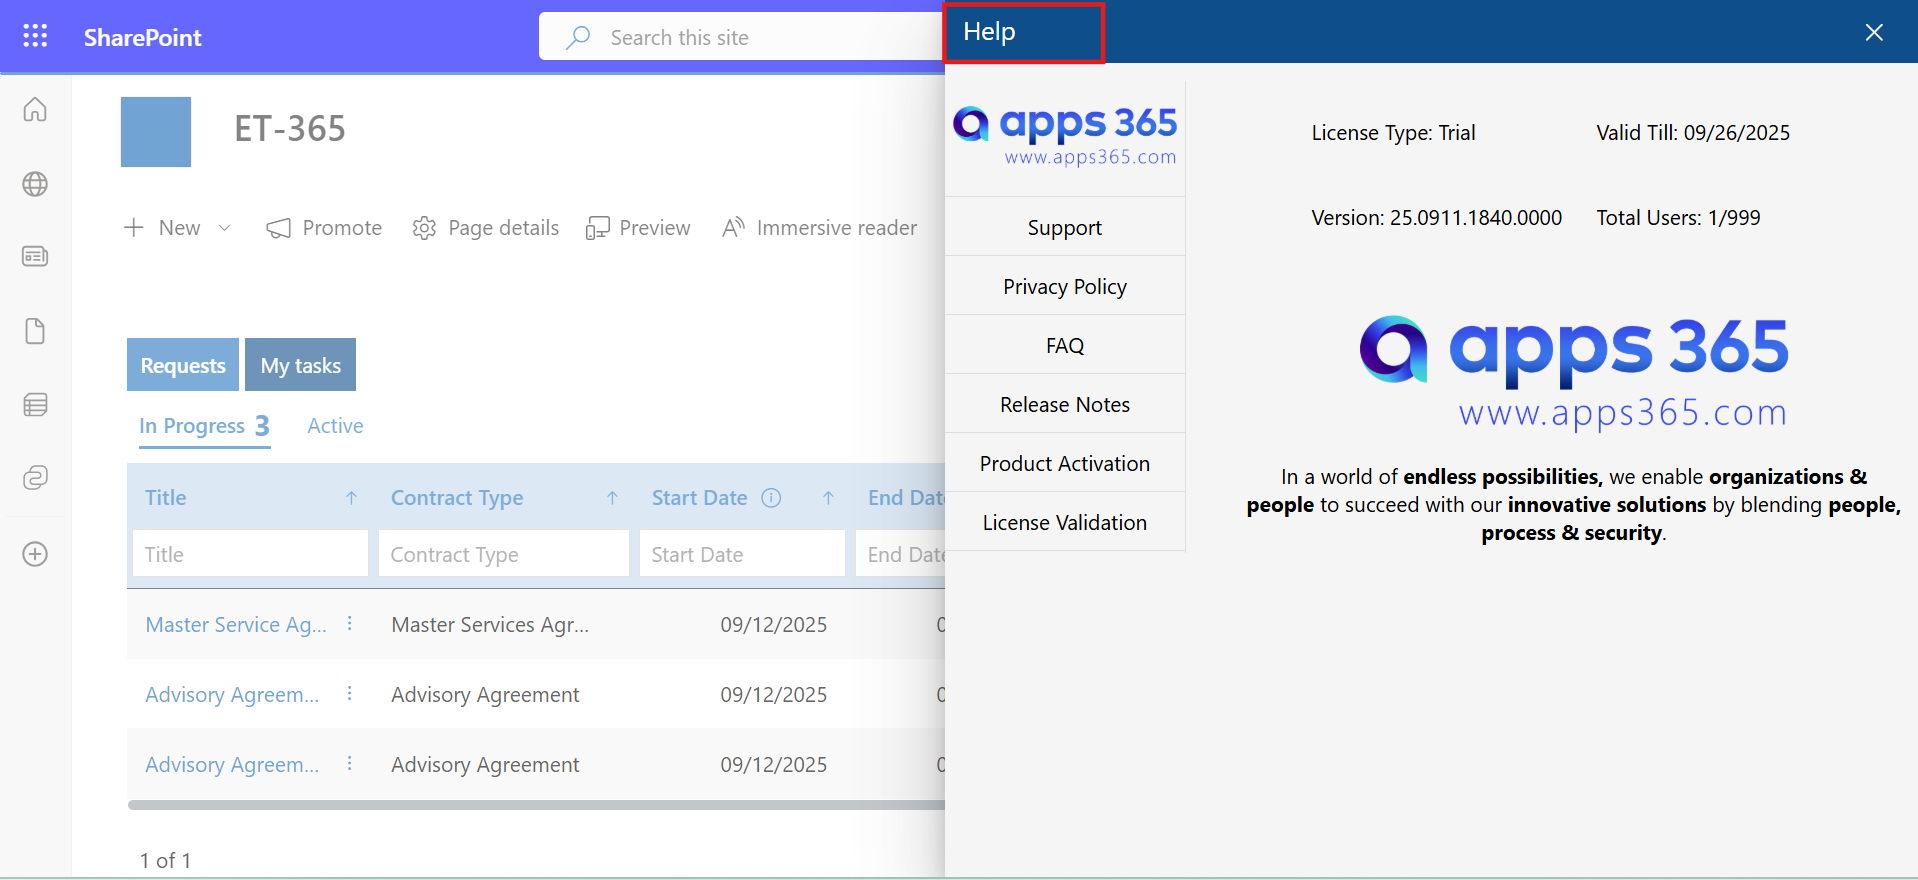 SharePoint
Search this site
ET-365
New
Promote
Page details
Preview
Immersive reader
Requests
My tasks
In Progress 3
Active
Title
Contract Type
Start Date
End Date
Title
Contract Type
Start Date
End Date
Master Service Ag...
Master Services Agr...
09/12/2025
0
Advisory Agreem...
Advisory Agreement
09/12/2025
0
Advisory Agreem...
Advisory Agreement
09/12/2025
0
1 of 1
Help
apps 365
www.apps365.com
Support
Privacy Policy
FAQ
Release Notes
Product Activation
License Validation
License Type: Trial
Valid Till: 09/26/2025
Version: 25.0911.1840.0000
Total Users: 1/999
apps 365
www.apps365.com
In a world of endless possibilities, we enable organizations &
people to succeed with our innovative solutions by blending people,
process & security.